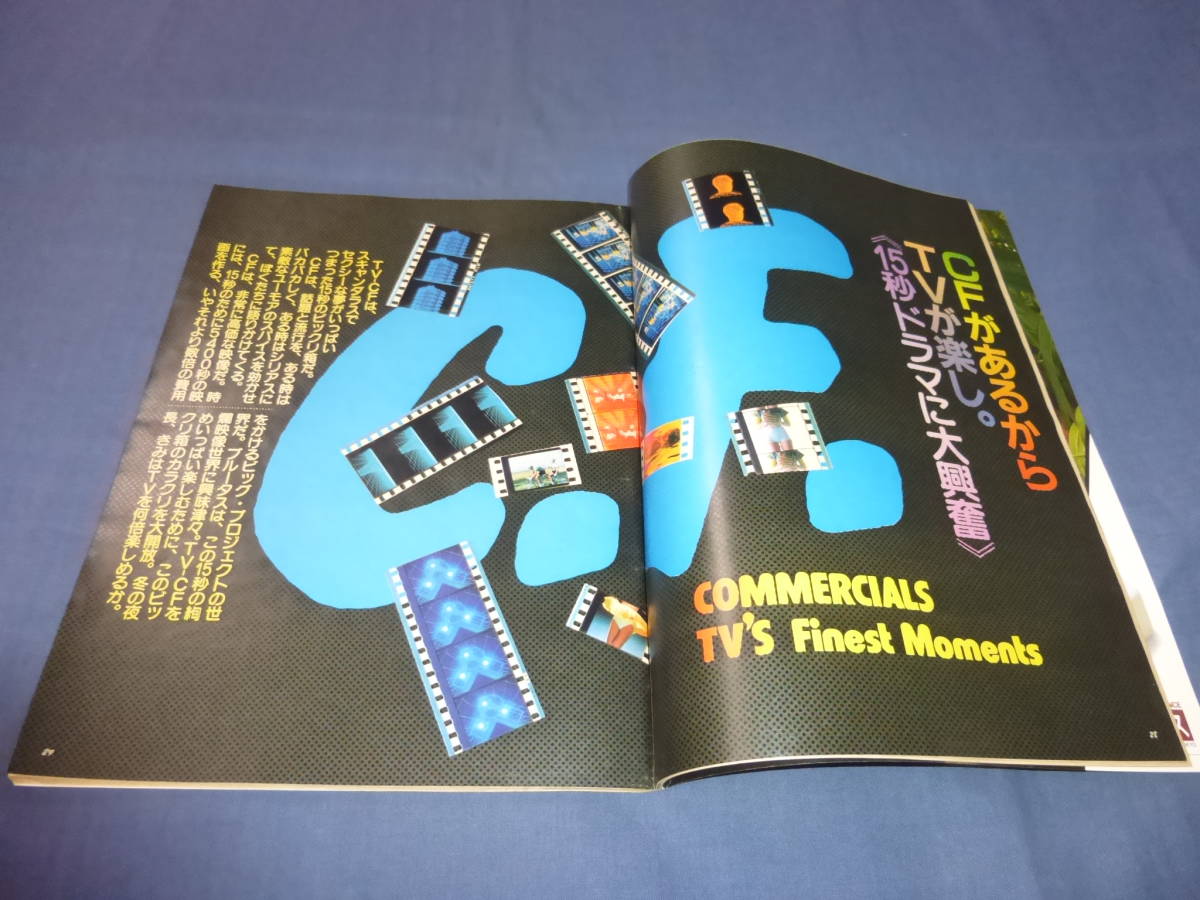 CFがあるから
TVが楽し。
《15秒ドラマに大興奮》
C.F.
COMMERCIALS
TV'S Finest Moments
TV・CFは、
スキャンダラスで
セクシーな夢がいっぱい
つまった15秒のビックリ箱だ。
CFは、話題と流行を、ある時は
バカバカしく、ある時はシリアスに
素敵なユーモアのスパイスを効かせ
て、ぼくたちに振りかけてくる。
CFは、非常に高価な映像だ。時
には、15秒のために5400秒の映
画を作る、いやそれより数倍の費用
をかけるビッグ・プロジェクトの世
界だ。ブルータスは、この15秒の絢
爛映像世界に興味津々。TV・CFを
めいっぱい楽しむために、このビッ
クリ箱のカラクリを大開放。冬の夜
長、きみはTVを何倍楽しめるか。
ス